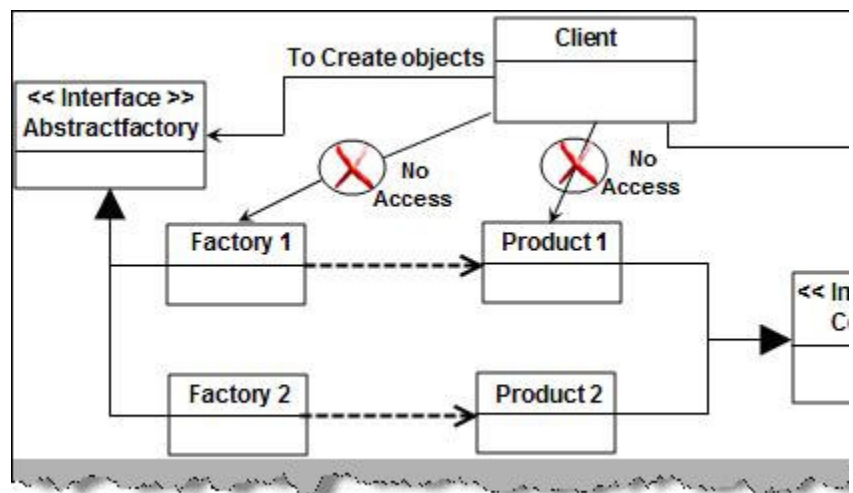 Client
To Create objects
<< Interface >>
Abstractfactory
No
Access
No
Access
Factory 1
Product 1
<<
Factory 2
Product 2